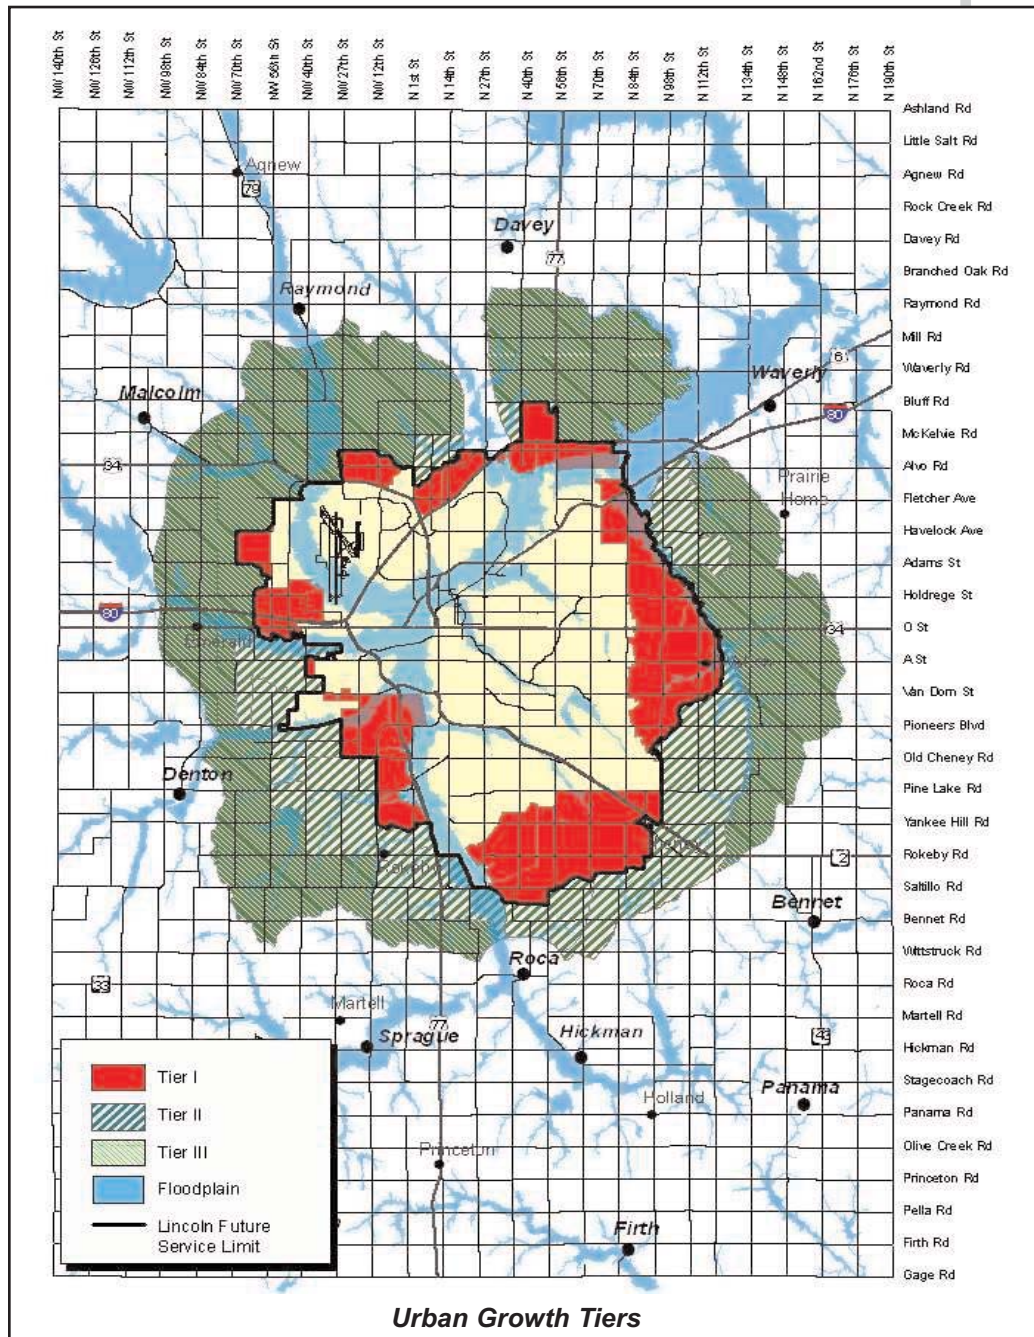 NW 140th St
NW 126th St
NW 112th St
NW 98th St
NW 84th St
NW 70th St
NW 56th St
NW 40th St
NW 27th St
NW 12th St
N 1st St
N 14th St
N 27th St
N 40th St
N 56th St
N 70th St
N 84th St
N 98th St
N 112th St
N 134th St
N 148th St
N 162nd St
N 176th St
N 190th St
Ashland Rd
Little Salt Rd
Agnew Rd
Rock Creek Rd
Davey Rd
Branched Oak Rd
Raymond Rd
Mill Rd
Waverly Rd
Bluff Rd
McKelvie Rd
Alvo Rd
Fletcher Ave
Havelock Ave
Adams St
Holdrege St
O St
A St
Van Dorn St
Pioneers Blvd
Old Cheney Rd
Pine Lake Rd
Yankee Hill Rd
Rokeby Rd
Saltillo Rd
Bennet Rd
Wittstruck Rd
Roca Rd
Martell Rd
Hickman Rd
Stagecoach Rd
Panama Rd
Olive Creek Rd
Princeton Rd
Pella Rd
Firth Rd
Gage Rd
Agnew
79
Davey
77
Raymond
6
Waverly
80
Malcolm
34
Prairie
Home
80
Emerald
34
Denton
2
Bennet
Roca
33
Martell
77
Sprague
Hickman
43
Panama
Holland
Princeton
Firth
Tier I
Tier II
Tier III
Floodplain
Lincoln Future
Service Limit
Urban Growth Tiers